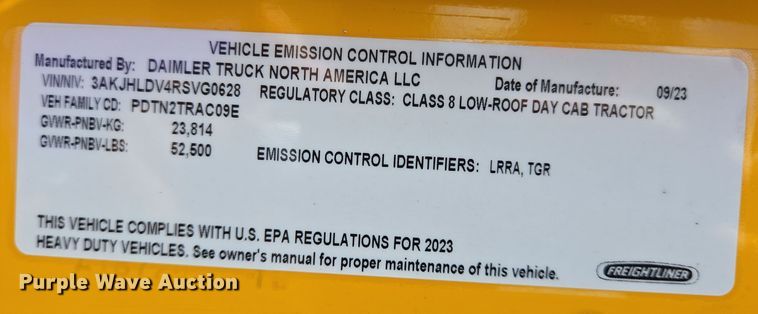 VEHICLE EMISSION CONTROL INFORMATION
Manufactured By: DAIMLER TRUCK NORTH AMERICA LLC Date of Manufacture: 09/23
VIN/NIV: 3AKJHLDV4RSVG0628 REGULATORY CLASS: CLASS 8 LOW-ROOF DAY CAB TRACTOR
VEH FAMILY CD: PDTN2TRAC09E
GVWR-PNBV-KG: 23,814
GVWR-PNBV-LBS: 52,500 EMISSION CONTROL IDENTIFIERS: LRRA, TGR
THIS VEHICLE COMPLIES WITH U.S. EPA REGULATIONS FOR 2023
HEAVY DUTY VEHICLES. See owner's manual for proper maintenance of this vehicle.
FREIGHTLINER
Purple Wave Auction